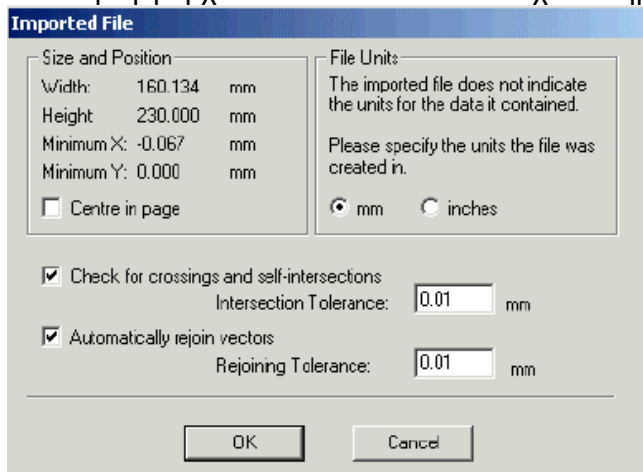 Imported File
Size and Position
Width: 160.134 mm
Height 230.000 mm
Minimum X: -0.067 mm
Minimum Y: 0.000 mm
Centre in page
File Units
The imported file does not indicate
the units for the data it contained.
Please specify the units the file was
created in.
mm inches
Check for crossings and self-intersections
Intersection Tolerance: 0.01 mm
Automatically rejoin vectors
Rejoining Tolerance: 0.01 mm
OK Cancel